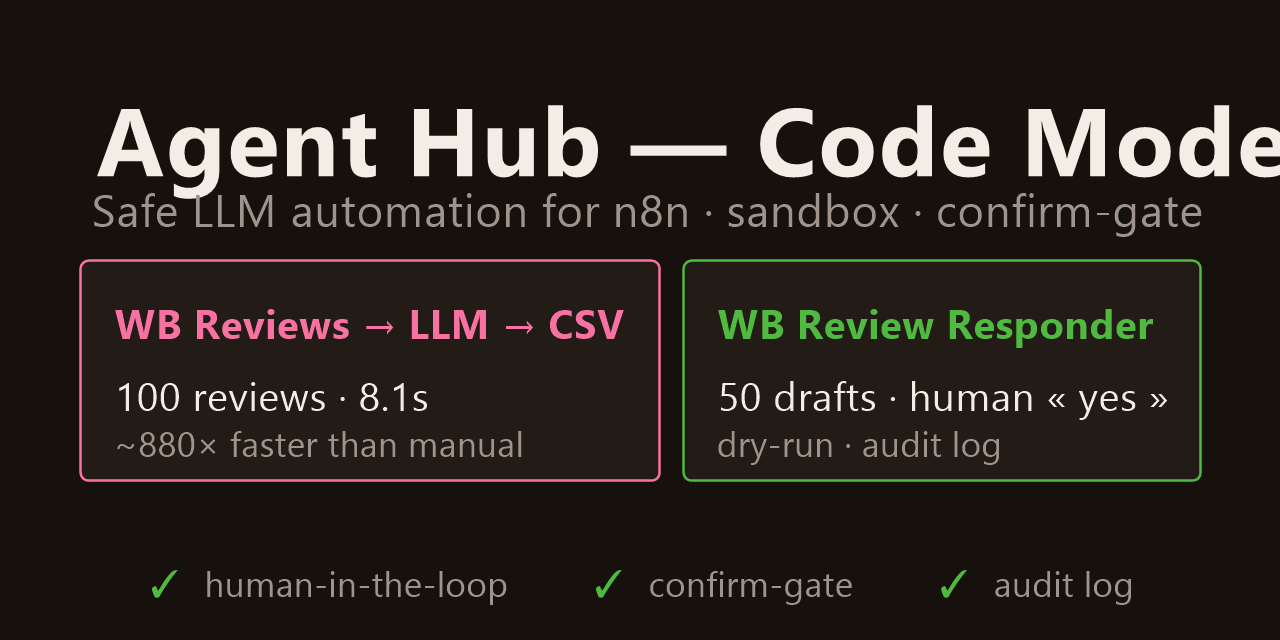 Agent Hub — Code Mode
Safe LLM automation for n8n · sandbox · confirm-gate
WB Reviews → LLM → CSV
100 reviews · 8.1s
~880× faster than manual
WB Review Responder
50 drafts · human « yes »
dry-run · audit log
✓ human-in-the-loop ✓ confirm-gate ✓ audit log